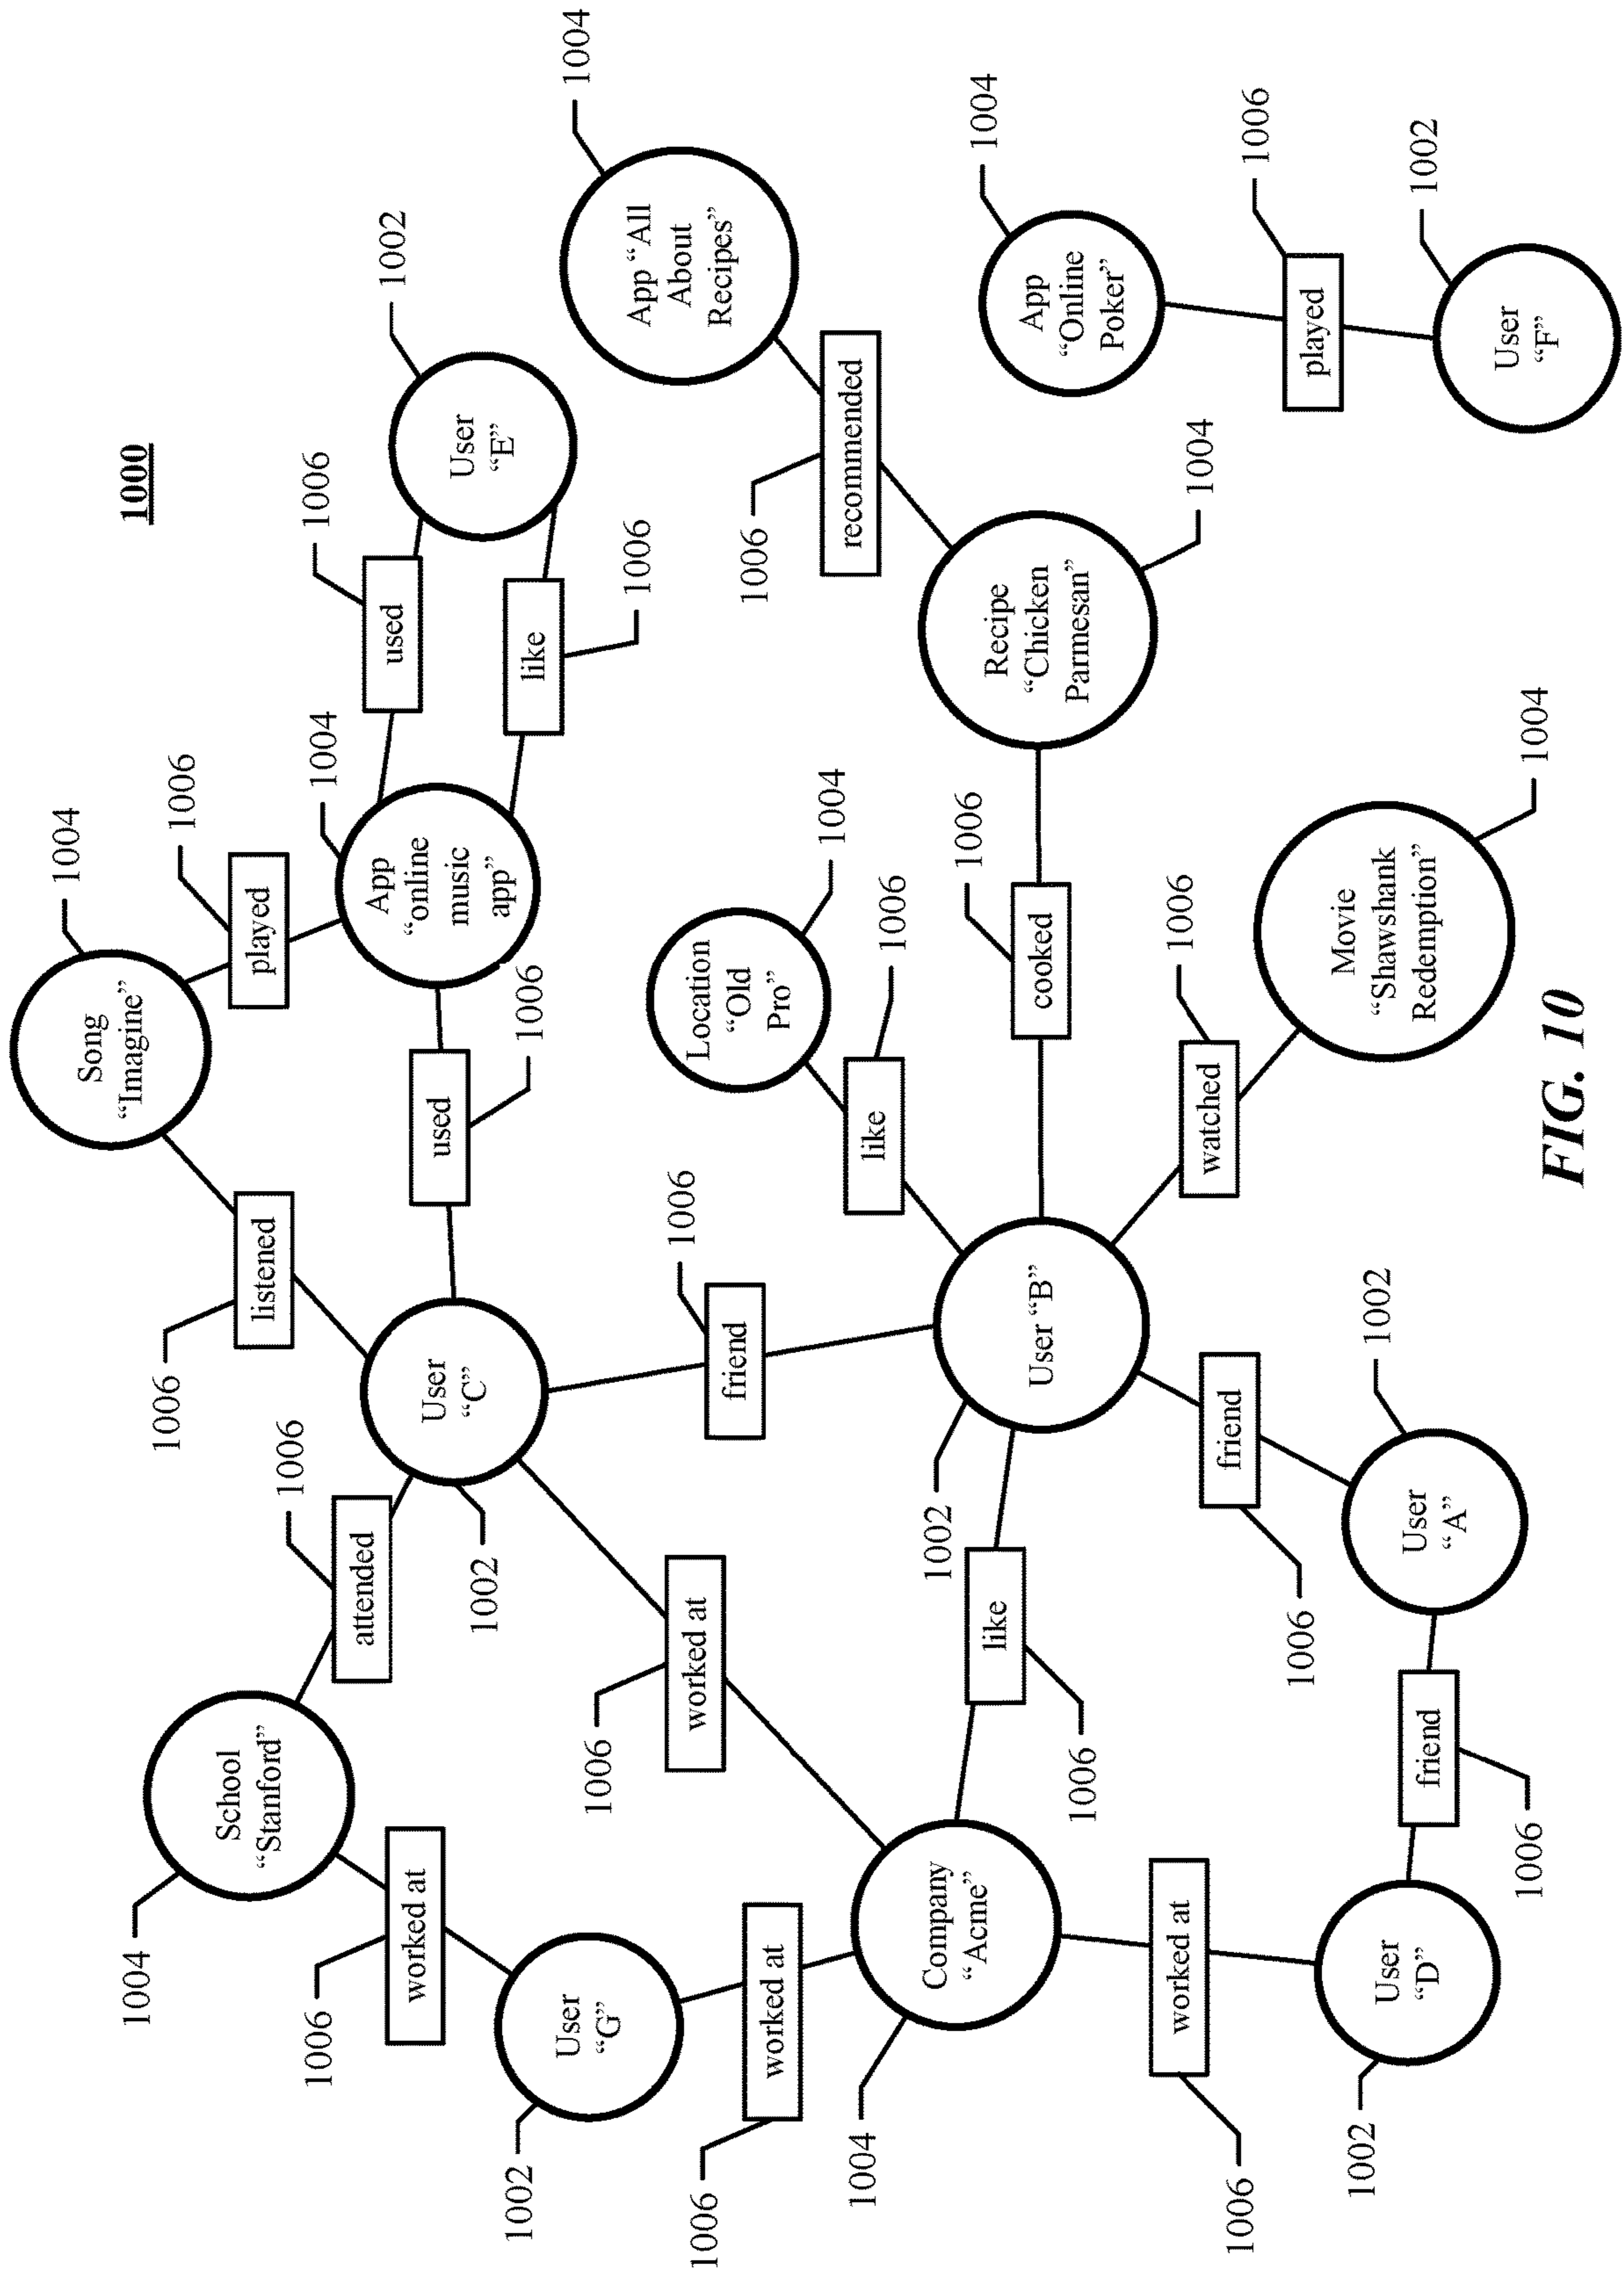 1004
Song
“Imagine”
1000
1004
1006
1006
School
“Stanford”
listened
played
1006
1006
1006
1004
attended
used
1002
worked at
User
“C”
used
App
“online
music
app”
User
“E”
1002
1002
1006
like
1004
User
“G”
1006
1006
App “All
About
Recipes”
worked at
1006
1006
friend
Location
“Old
Pro”
1006
worked at
1004
recommended
1004
like
1006
Company
“Acme”
1002
1006
1004
like
User “B”
cooked
Recipe
“Chicken
Parmesan”
App
“Online
Poker”
1006
worked at
1006
1004
friend
watched
1006
1006
1006
played
1002
1002
Movie
“Shawshank
Redemption”
User
“D”
friend
User
“A”
1002
User
“F”
1006
1004
FIG. 10